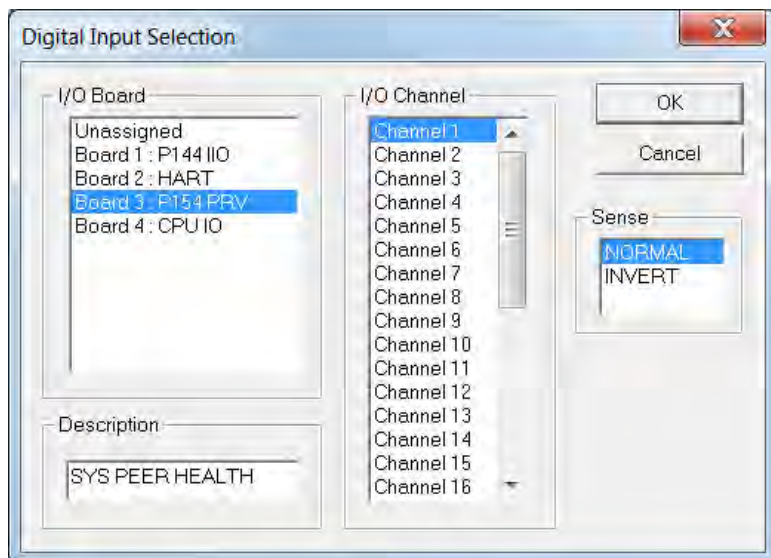 Digital Input Selection
I/O Board
Unassigned
Board 1 : P144 IIO
Board 2 : HART
Board 3 : P154 PRV
Board 4 : CPU IO
Description
SYS PEER HEALTH
I/O Channel
Channel 1
Channel 2
Channel 3
Channel 4
Channel 5
Channel 6
Channel 7
Channel 8
Channel 9
Channel 10
Channel 11
Channel 12
Channel 13
Channel 14
Channel 15
Channel 16
OK
Cancel
Sense
NORMAL
INVERT